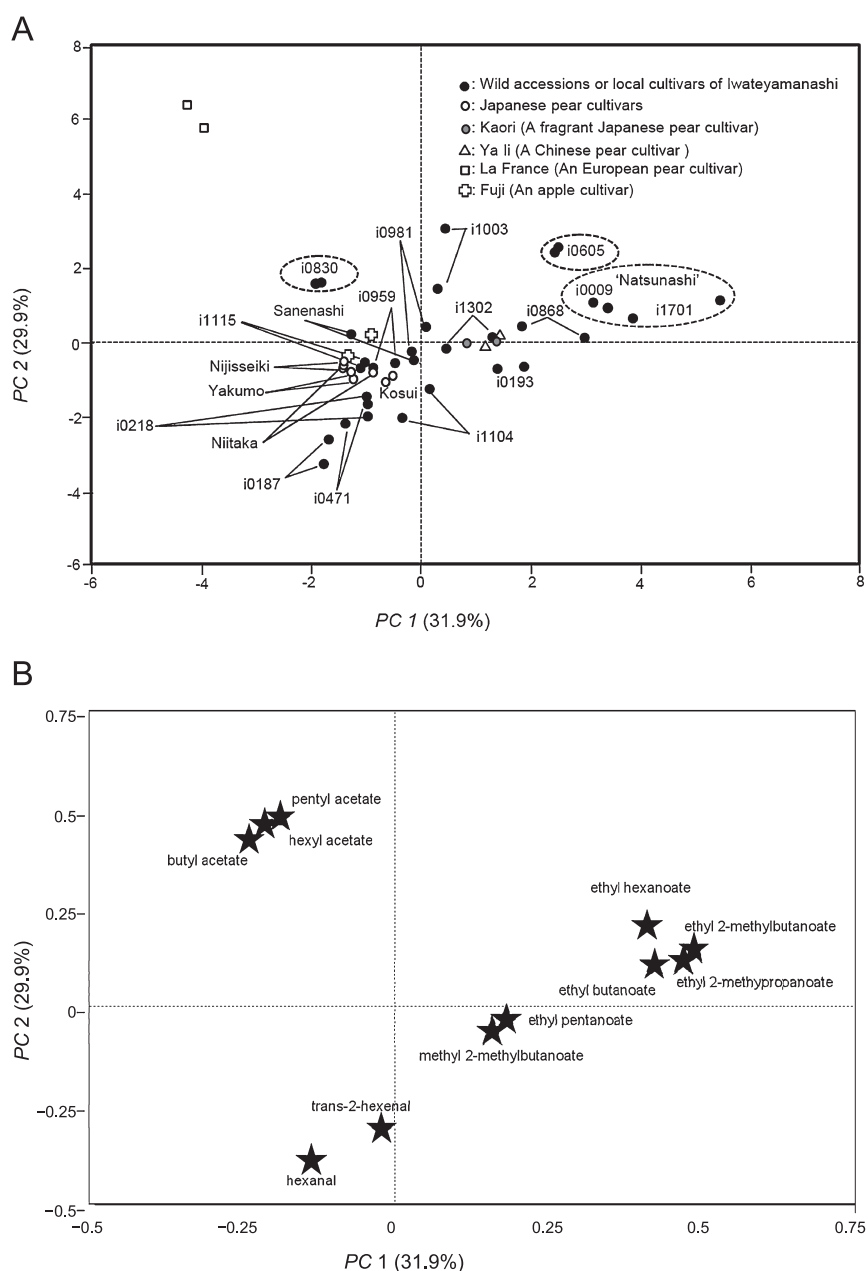 A
8
6
4
2
0
-2
-4
-6
-6
-4
-2
0
2
4
6
8
PC 2 (29.9%)
PC 1 (31.9%)
: Wild accessions or local cultivars of Iwateyamanashi
: Japanese pear cultivars
: Kaori (A fragrant Japanese pear cultivar)
: Ya li (A Chinese pear cultivar )
: La France (An European pear cultivar)
: Fuji (An apple cultivar)
i0981
i1003
i0605
i0830
'Natsunashi'
i0009
i0959
i1701
Sanenashi
i1302
i0868
i1115
Nijisseiki
i0193
Yakumo
Kosui
i0218
Niitaka
i1104
i0187
i0471
B
0.75
0.5
0.25
0
−0.25
−0.5
−0.5
−0.25
0
0.25
0.5
0.75
PC 2 (29.9%)
PC 1 (31.9%)
pentyl acetate
hexyl acetate
butyl acetate
ethyl hexanoate
ethyl 2-methylbutanoate
ethyl 2-methypropanoate
ethyl butanoate
ethyl pentanoate
methyl 2-methylbutanoate
trans-2-hexenal
hexanal